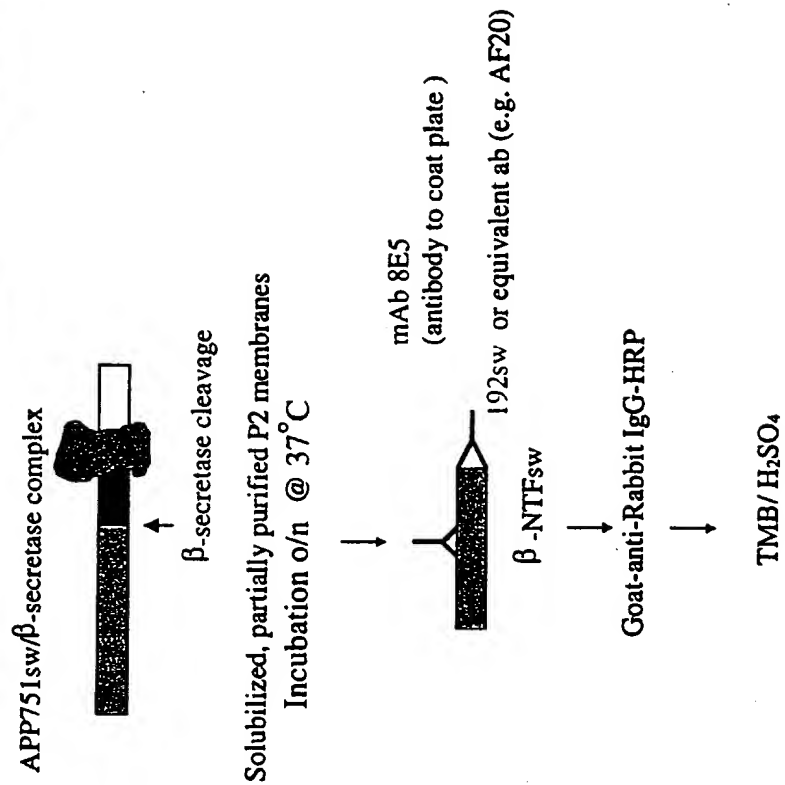 APP751sw/β-secretase complex
β-secretase cleavage
Solubilized, partially purified P2 membranes
Incubation o/n @ 37°C
mAb 8E5
(antibody to coat plate )
192sw or equivalent ab (e.g. AF20)
β -NTFsw
Goat-anti-Rabbit IgG-HRP
TMB/ H₂SO₄